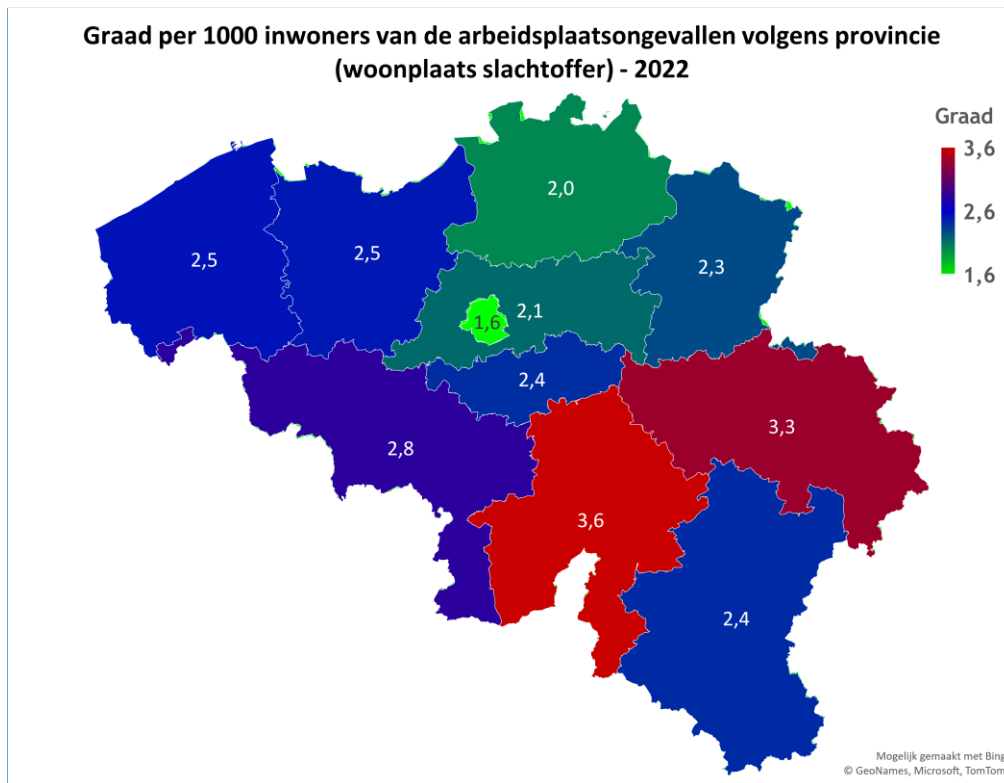 Graad per 1000 inwoners van de arbeidsplaatsongevallen volgens provincie
(woonplaats slachtoffer) - 2022
Graad
3,6
2,6
1,6
2,0
2,5
2,5
2,3
2,1
1,6
2,4
3,3
2,8
3,6
2,4
Mogelijk gemaakt met Bing
© GeoNames, Microsoft, TomTom